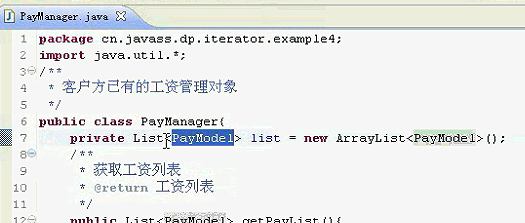 PayManager.java
1 package cn.javass.dp.iterator.example4;
2 import java.util.*;
3 /**
4 * 客户方已有的工资管理对象
5 */
6 public class PayManager{
7 private List<PayModel> list = new ArrayList<PayModel>();
8 /**
9 * 获取工资列表
10 * @return 工资列表
11 */
12 public List<PayModel> getPayList(){